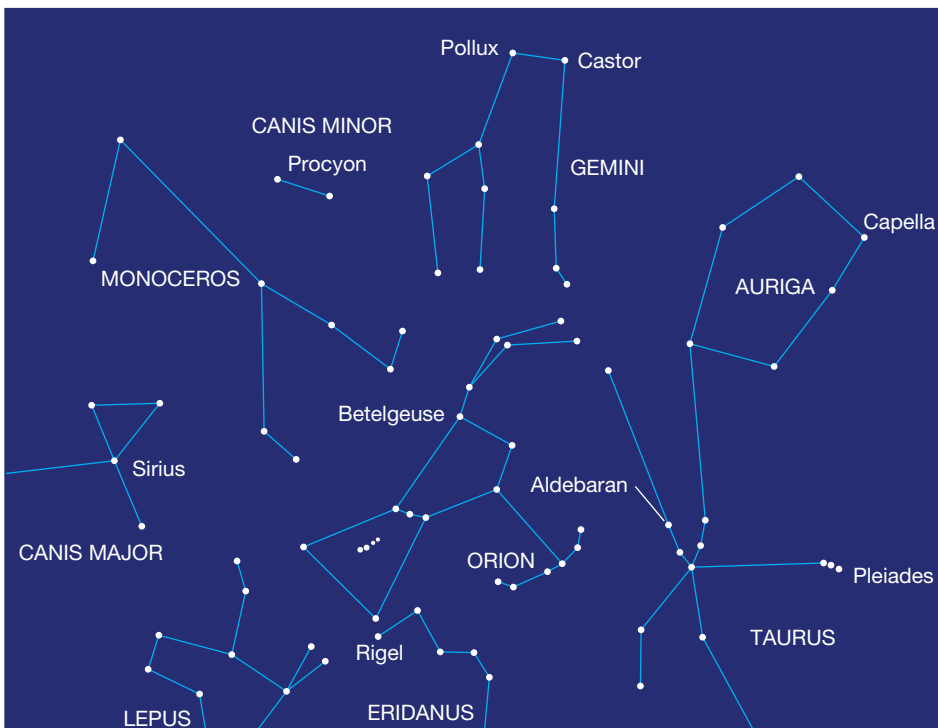 Pollux
Castor
CANIS MINOR
Procyon
GEMINI
Capella
MONOCEROS
AURIGA
Betelgeuse
Sirius
Aldebaran
CANIS MAJOR
ORION
Pleiades
TAURUS
Rigel
LEPUS
ERIDANUS